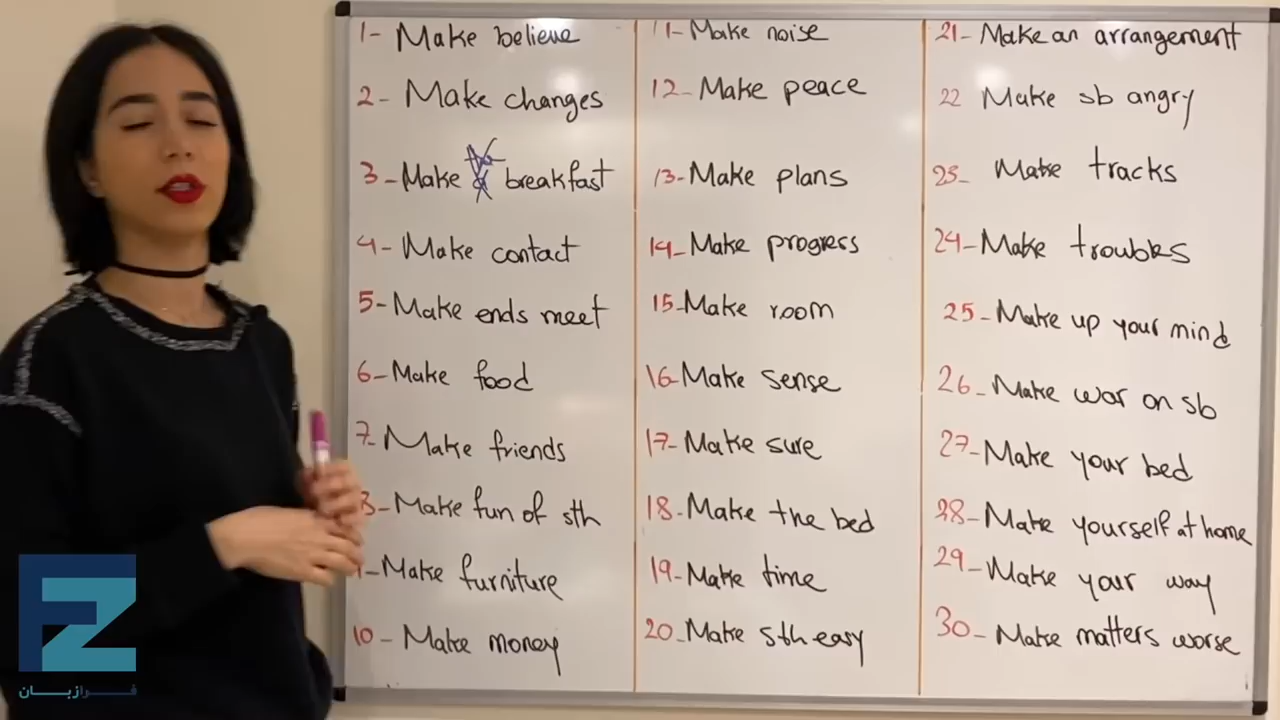 1- Make believe
2- Make changes
3- Make breakfast
4- Make contact
5- Make ends meet
6- Make food
7- Make friends
8- Make fun of sth
9- Make furniture
10- Make money
11- Make noise
12- Make peace
13- Make plans
14- Make progress
15- Make room
16- Make sense
17- Make sure
18- Make the bed
19- Make time
20- Make sth easy
21- Make an arrangement
22 Make sb angry
23- Make tracks
24- Make troubles
25- Make up your mind
26- Make war on sb
27- Make your bed
28- Make yourself at home
29- Make your way
30- Make matters worse
FZ
فرازبان